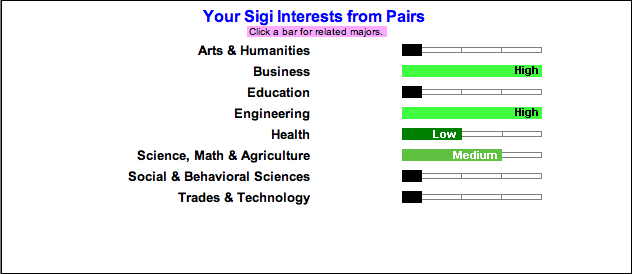 Your Sigi Interests from Pairs
Click a bar for related majors.
Arts & Humanities
Business High
Education
Engineering High
Health Low
Science, Math & Agriculture Medium
Social & Behavioral Sciences
Trades & Technology